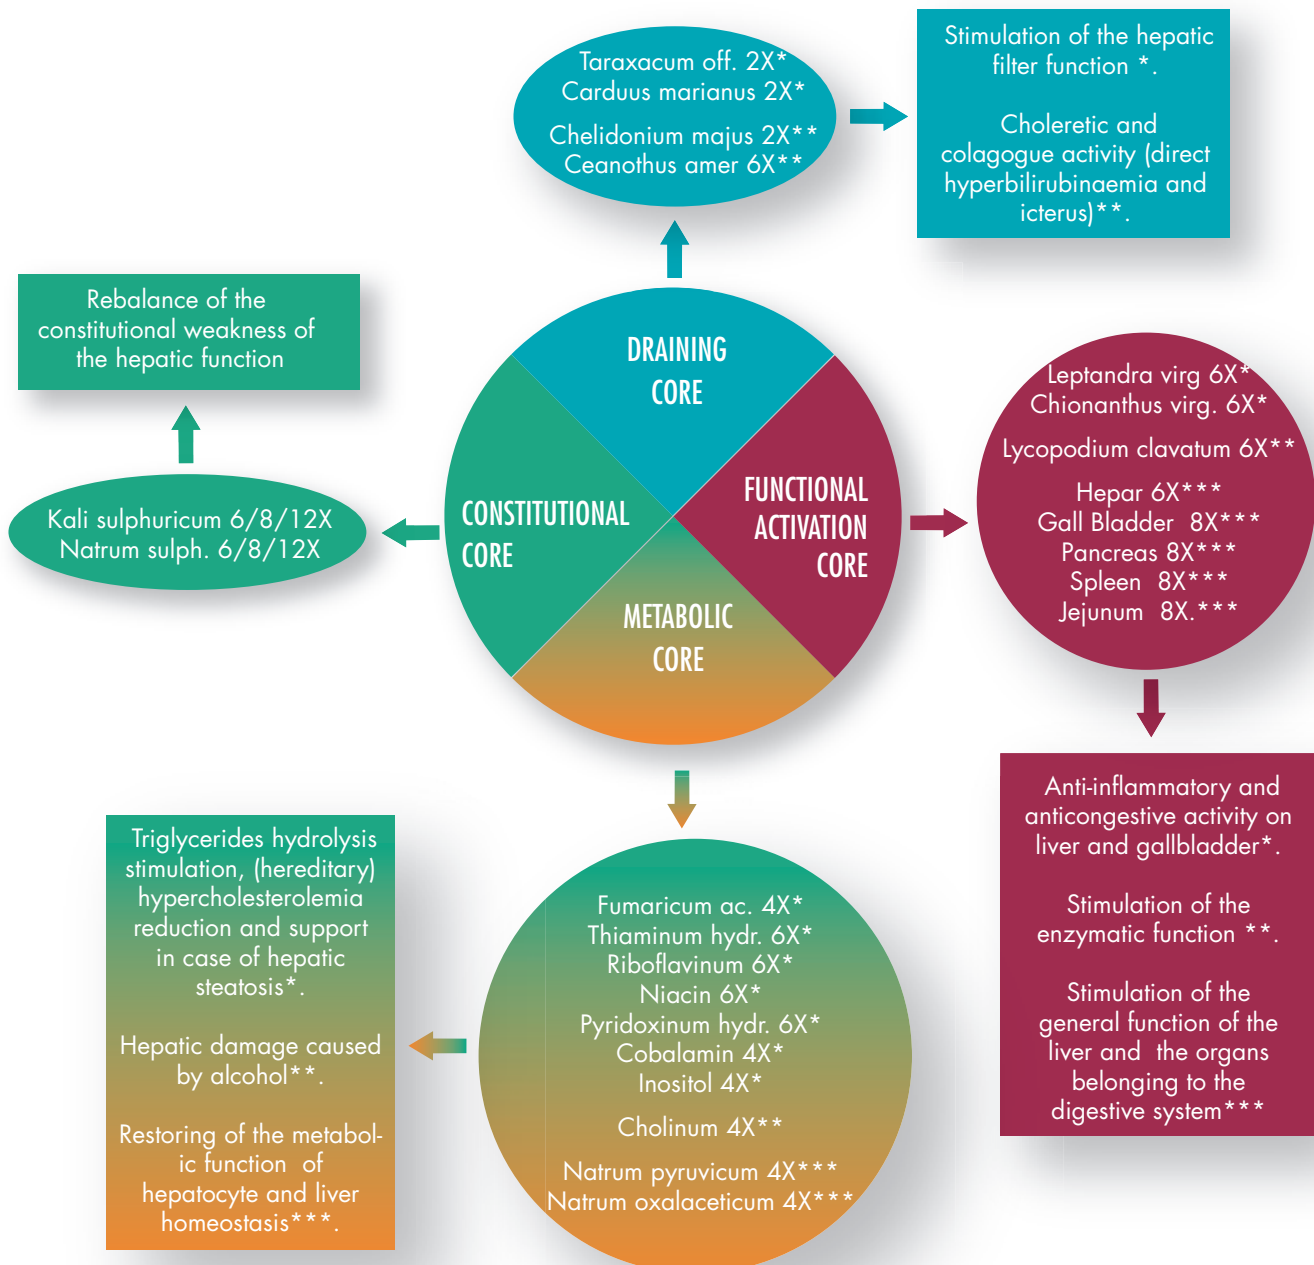 Taraxacum off. 2X*
Carduus marianus 2X*
Chelidonium majus 2X**
Ceanothus amer 6X**
Stimulation of the hepatic
filter function *.
Choleretic and
colagogue activity (direct
hyperbilirubinaemia and
icterus)**.
Rebalance of the
constitutional weakness of
the hepatic function
Kali sulphuricum 6/8/12X
Natrum sulph. 6/8/12X
DRAINING
CORE
CONSTITUTIONAL
CORE
FUNCTIONAL
ACTIVATION
CORE
METABOLIC
CORE
Leptandra virg 6X*
Chionanthus virg. 6X*
Lycopodium clavatum 6X**
Hepar 6X***
Gall Bladder 8X***
Pancreas 8X***
Spleen 8X***
Jejunum 8X.***
Anti-inflammatory and
anticongestive activity on
liver and gallbladder*.
Stimulation of the
enzymatic function **.
Stimulation of the
general function of the
liver and the organs
belonging to the
digestive system***
Triglycerides hydrolysis
stimulation, (hereditary)
hypercholesterolemia
reduction and support
in case of hepatic
steatosis*.
Hepatic damage caused
by alcohol**.
Restoring of the metabol-
ic function of
hepatocyte and liver
homeostasis***.
Fumaricum ac. 4X*
Thiaminum hydr. 6X*
Riboflavinum 6X*
Niacin 6X*
Pyridoxinum hydr. 6X*
Cobalamin 4X*
Inositol 4X*
Cholinum 4X**
Natrum pyruvicum 4X***
Natrum oxalaceticum 4X***